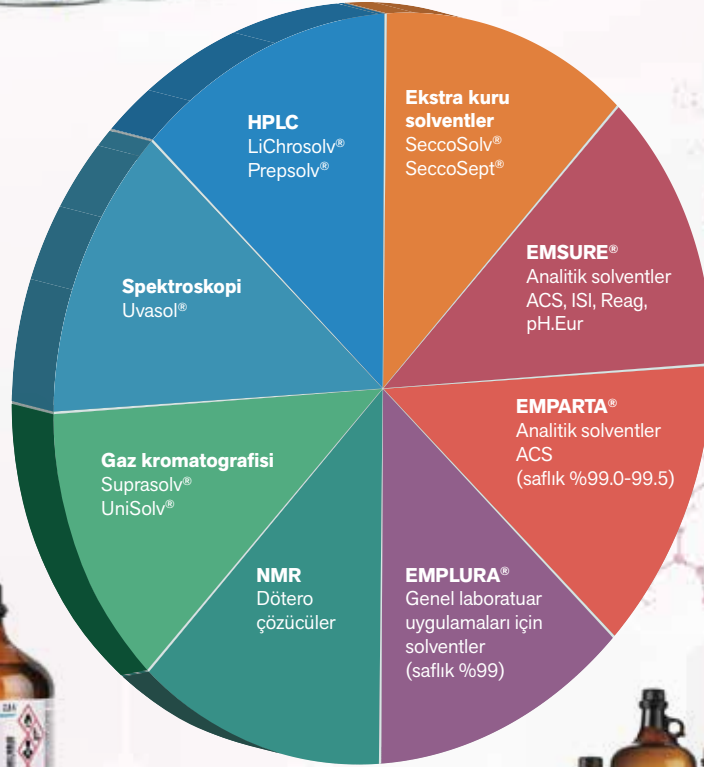 HPLC
LiChrosolv®
Prepsolv®
Ekstra kuru
solventler
SeccoSolv®
SeccoSept®
EMSURE®
Analitik solventler
ACS, ISI, Reag,
pH.Eur
EMPARTA®
Analitik solventler
ACS
(saflık %99.0-99.5)
EMPLURA®
Genel laboratuar
uygulamaları için
solventler
(saflık %99)
NMR
Dötero
çözücüler
Gaz kromatografisi
Suprasolv®
UniSolv®
Spektroskopi
Uvasol®